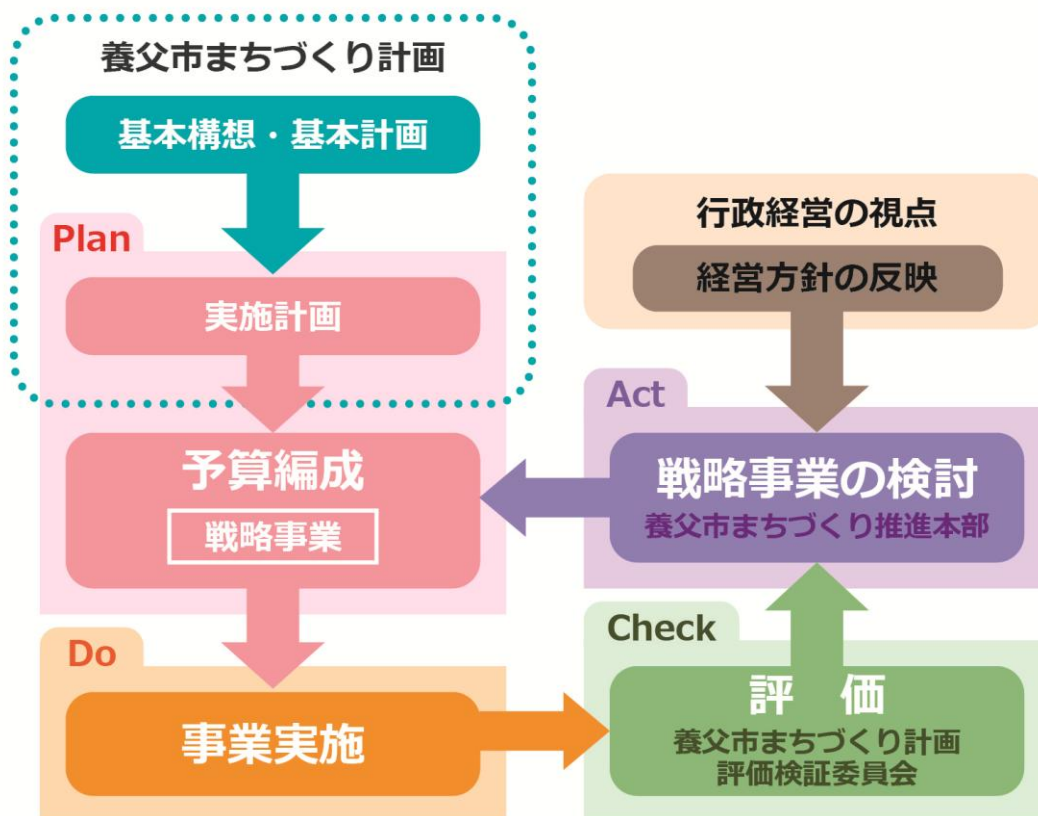 養父市まちづくり計画
基本構想・基本計画
Plan
実施計画
予算編成
戦略事業
Do
事業実施
行政経営の視点
経営方針の反映
Act
戦略事業の検討
養父市まちづくり推進本部
Check
評　価
養父市まちづくり計画
評価検証委員会